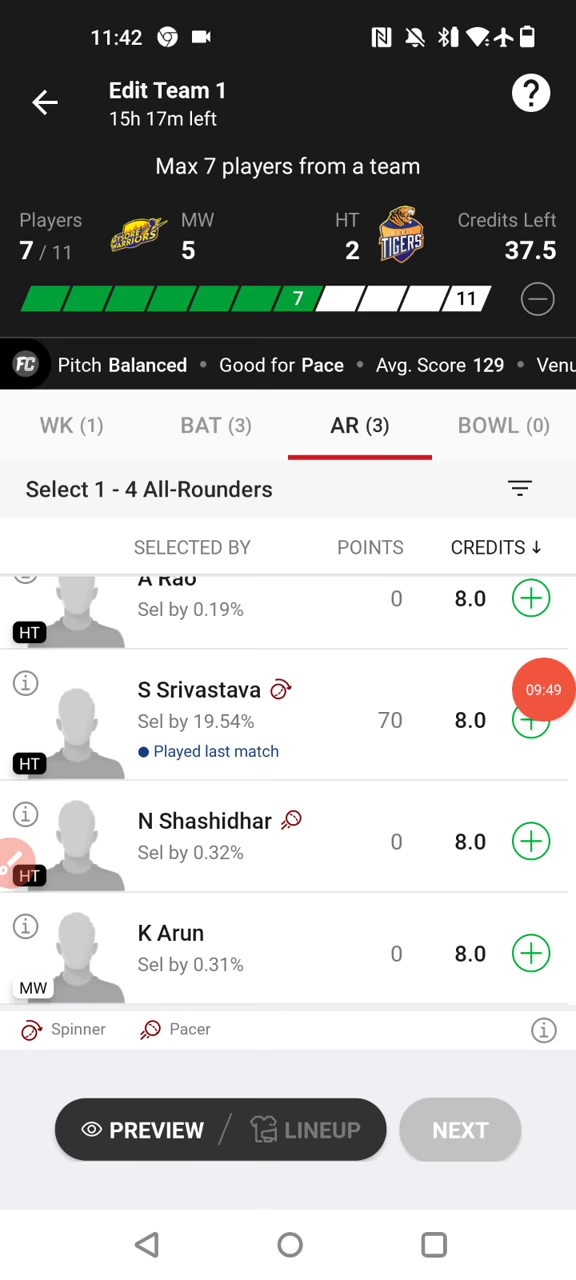 11:42
Edit Team 1
15h 17m left
?
Max 7 players from a team
Players MW HT Credits Left
7 / 11 5 2 37.5
MYSORE WARRIORS
TIGERS
7 11
FC Pitch Balanced • Good for Pace • Avg. Score 129 • Venu
WK (1) BAT (3) AR (3) BOWL (0)
Select 1 - 4 All-Rounders
SELECTED BY POINTS CREDITS ↓
A Rao
Sel by 0.19% 0 8.0
HT
S Srivastava
Sel by 19.54% 70 8.0
09:49
Played last match
HT
N Shashidhar
Sel by 0.32% 0 8.0
HT
K Arun
Sel by 0.31% 0 8.0
MW
Spinner Pacer
PREVIEW / LINEUP NEXT